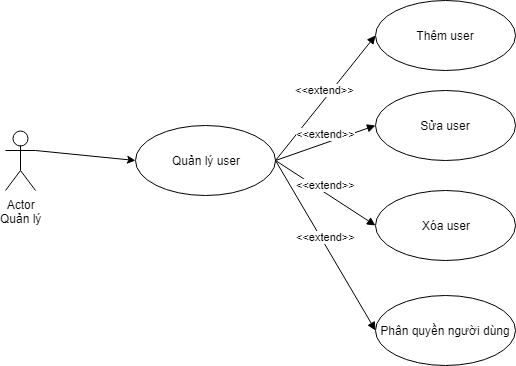 Thêm user
<<extend>>
Sửa user
<<extend>>
Quản lý user
<<extend>>
Actor
Quản lý
Xóa user
<<extend>>
Phân quyền người dùng